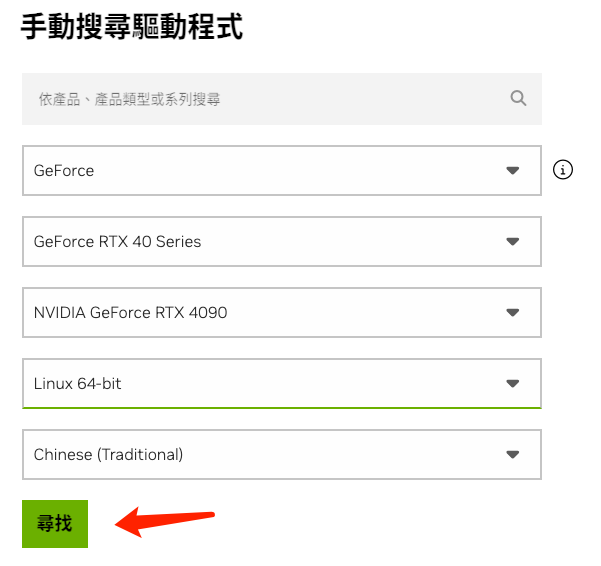 手動搜尋驅動程式
依產品、產品類型或系列搜尋
GeForce
GeForce RTX 40 Series
NVIDIA GeForce RTX 4090
Linux 64-bit
Chinese (Traditional)
尋找